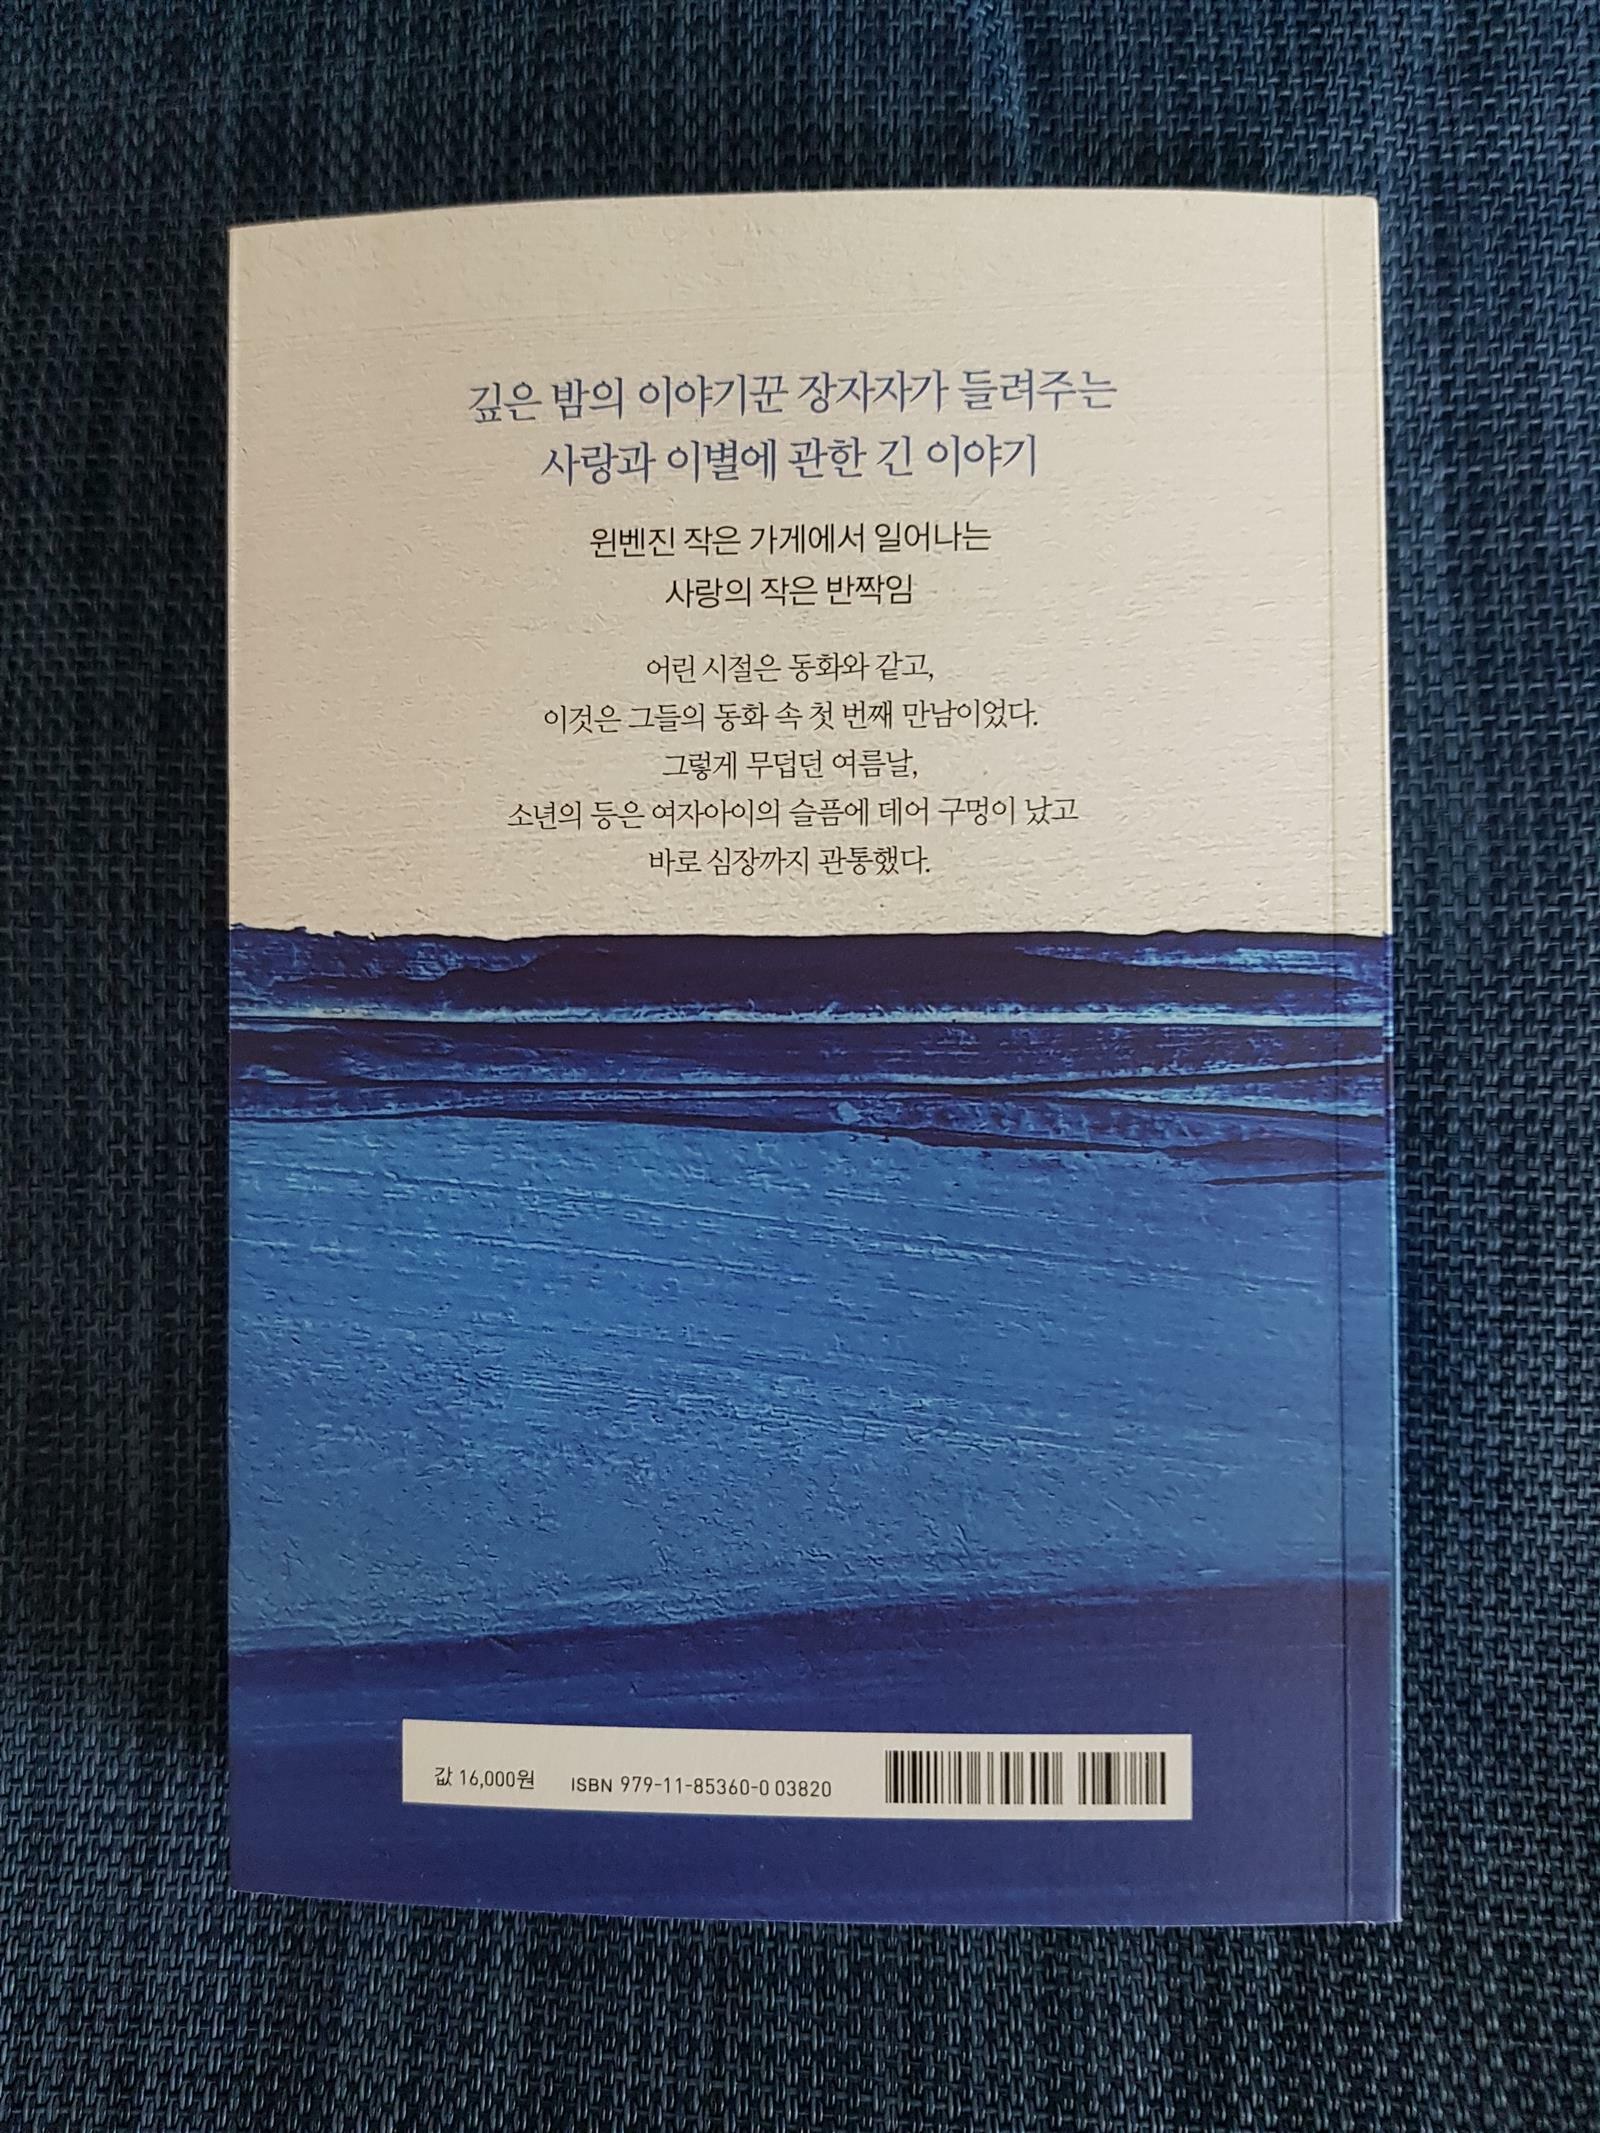 깊은 밤의 이야기꾼 장자자가 들려주는
사랑과 이별에 관한 긴 이야기
윈벤진 작은 가게에서 일어나는
사랑의 작은 반짝임
어린 시절은 동화와 같고,
이것은 그들의 동화 속 첫 번째 만남이었다.
그렇게 무덥던 여름날,
소년의 등은 여자아이의 슬픔에 데어 구멍이 났고
바로 심장까지 관통했다.
값 16,000원 ISBN 979-11-85360-0 03820